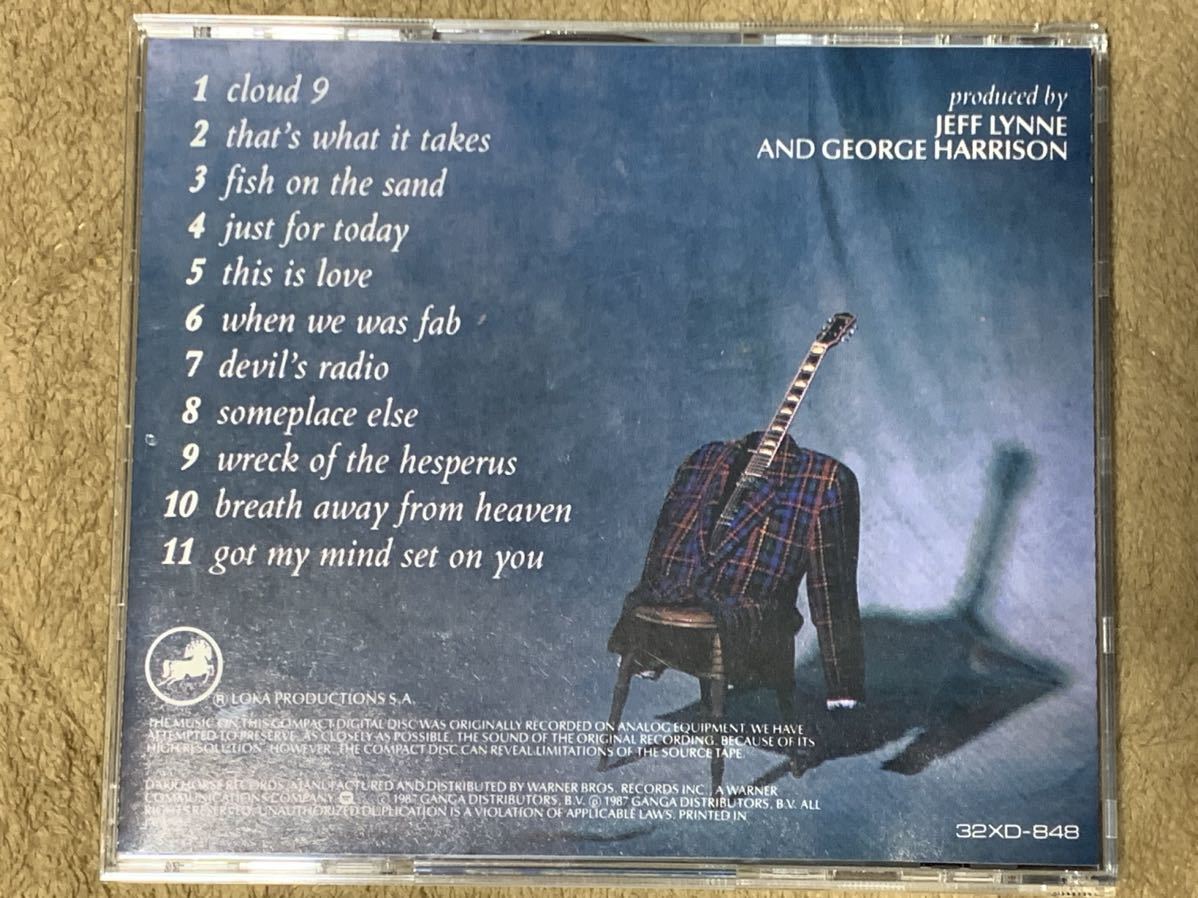 1 cloud 9
2 that's what it takes
3 fish on the sand
4 just for today
5 this is love
6 when we was fab
7 devil's radio
8 someplace else
9 wreck of the hesperus
10 breath away from heaven
11 got my mind set on you
produced by
JEFF LYNNE
AND GEORGE HARRISON
® LOKA PRODUCTIONS S.A.
THE MUSIC ON THIS COMPACT DIGITAL DISC WAS ORIGINALLY RECORDED ON ANALOG EQUIPMENT. WE HAVE
ATTEMPTED TO PRESERVE, AS CLOSELY AS POSSIBLE, THE SOUND OF THE ORIGINAL RECORDING. BECAUSE OF ITS
HIGH RESOLUTION, HOWEVER, THE COMPACT DISC CAN REVEAL LIMITATIONS OF THE SOURCE TAPE.
DARK HORSE RECORDS, MANUFACTURED AND DISTRIBUTED BY WARNER BROS. RECORDS INC., A WARNER
COMMUNICATIONS COMPANY © 1987 GANGA DISTRIBUTORS, B.V. ℗ 1987 GANGA DISTRIBUTORS, B.V. ALL
RIGHTS RESERVED. UNAUTHORIZED DUPLICATION IS A VIOLATION OF APPLICABLE LAWS. PRINTED IN
32XD-848